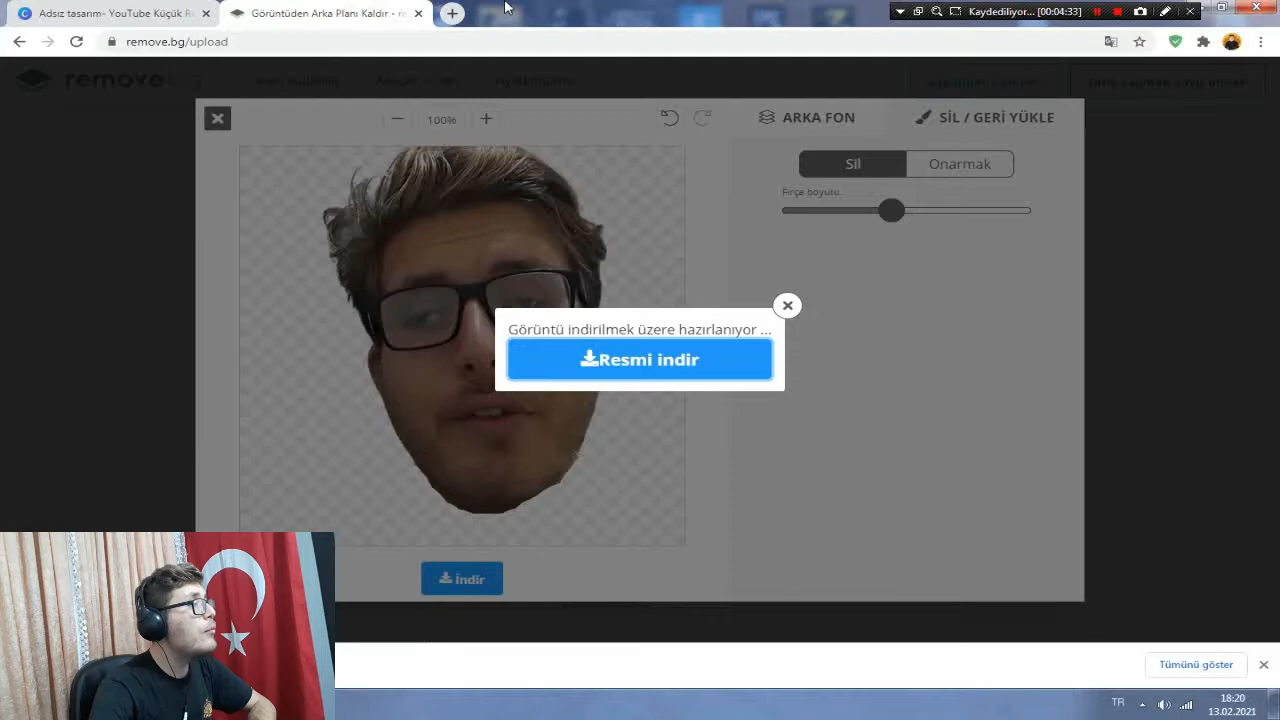 Adsız tasarım- YouTube Küçük R
Görüntüden Arka Planı Kaldır - r
Kaydediliyor... [00:04:33]
remove.bg/upload
remove
100%
ARKA FON
SİL / GERİ YÜKLE
Sil
Onarmak
Fırça boyutu
Görüntü indirilmek üzere hazırlanıyor ...
Resmi indir
İndir
Tümünü göster
TR
18:20
13.02.2021